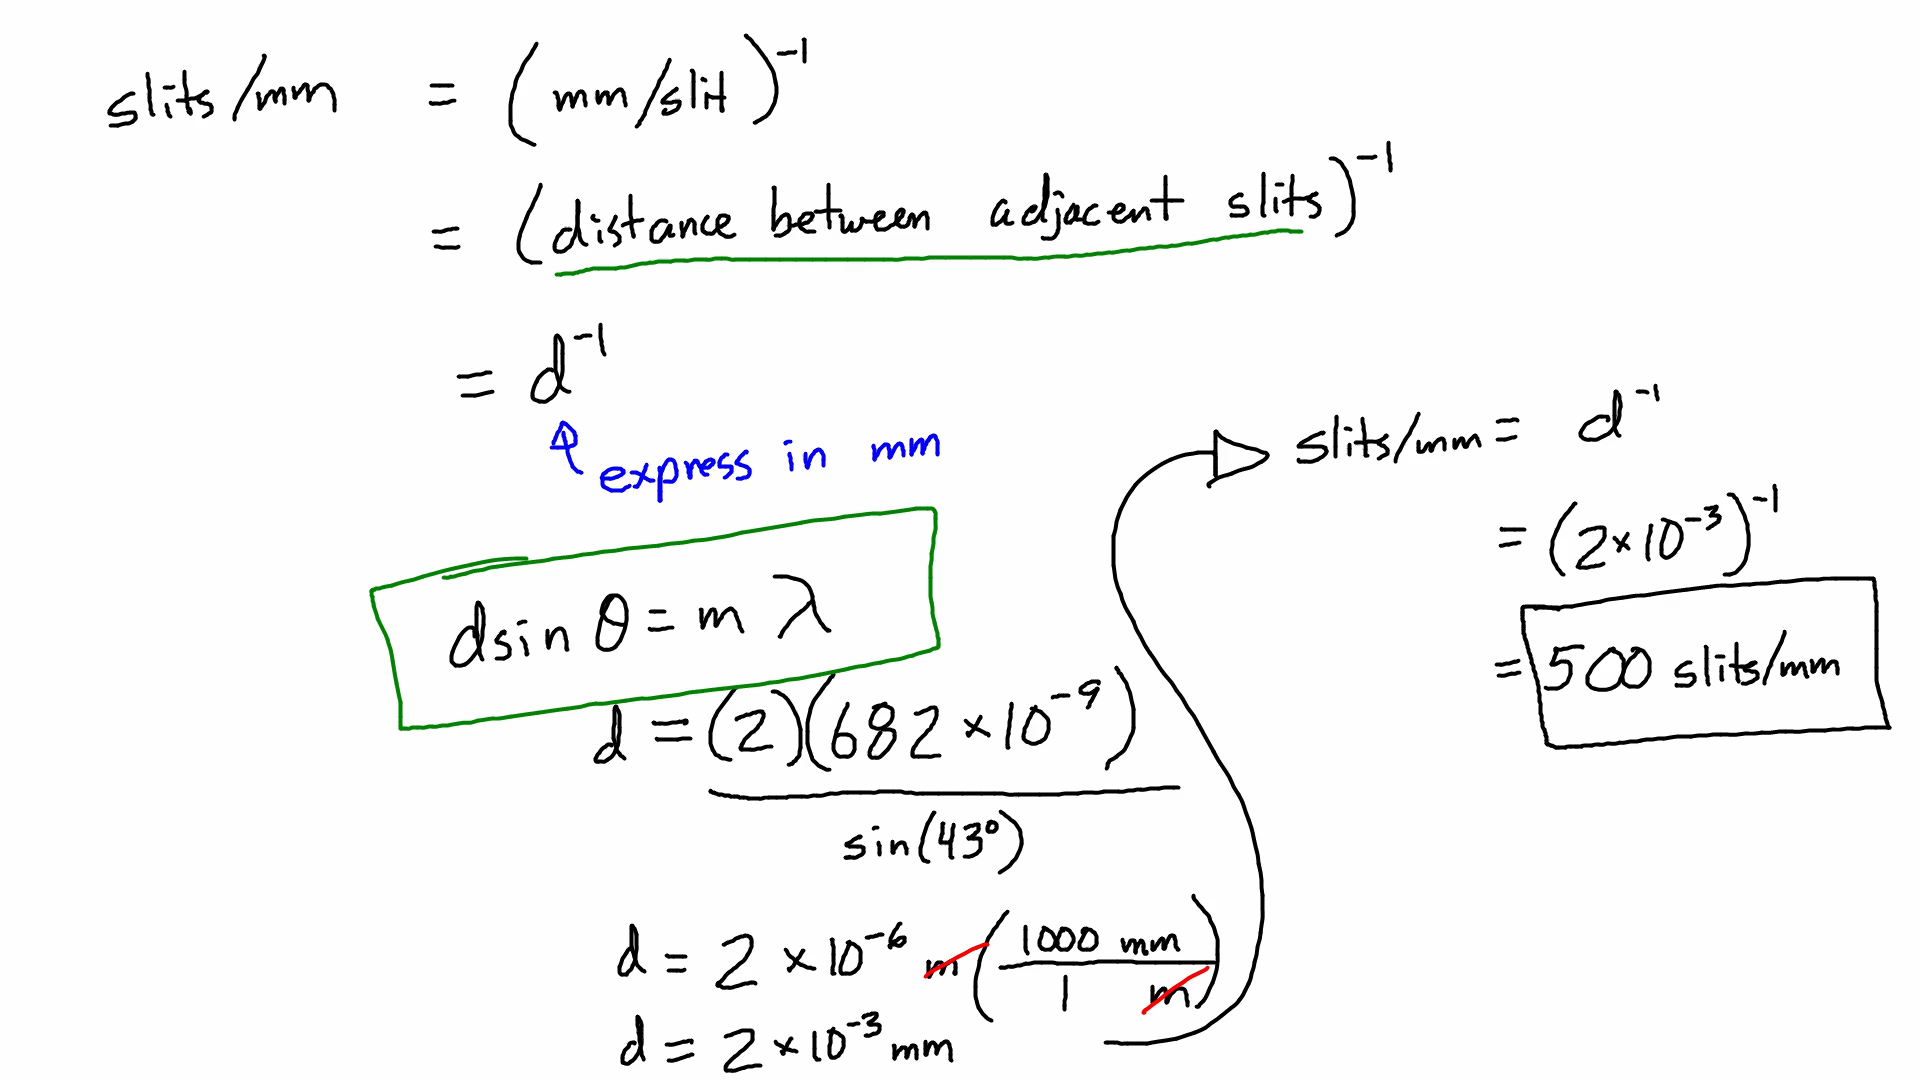 slits/mm = (mm/slit)⁻¹
= (distance between adjacent slits)⁻¹
= d⁻¹
express in mm
dsin θ = m λ
d = (2)(682 × 10⁻⁹)
sin(43°)
d = 2 × 10⁻⁶ m (1000 mm / 1 m)
d = 2 × 10⁻³ mm
slits/mm = d⁻¹
= (2 × 10⁻³)⁻¹
= 500 slits/mm